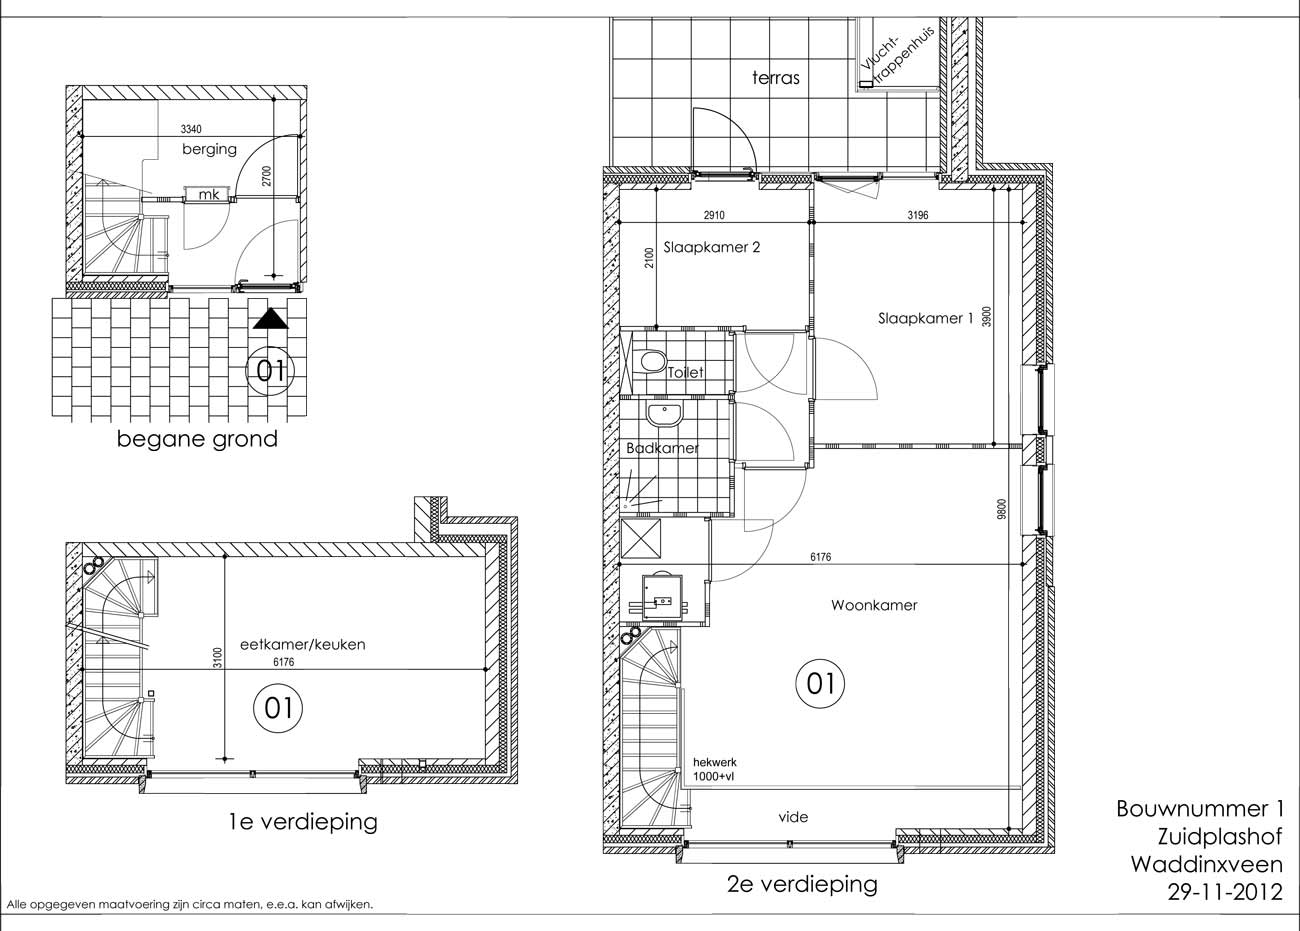 3340
berging
2700
mk
01
begane grond
eetkamer/keuken
6176
3100
01
1e verdieping
Alle opgegeven maatvoering zijn circa maten, e.e.a. kan afwijken.
Vlucht-
trappenhuis
terras
2910
3196
2100
Slaapkamer 2
Slaapkamer 1
3900
Toilet
Badkamer
9800
6176
Woonkamer
01
hekwerk
1000+vl
vide
2e verdieping
Bouwnummer 1
Zuidplashof
Waddinxveen
29-11-2012